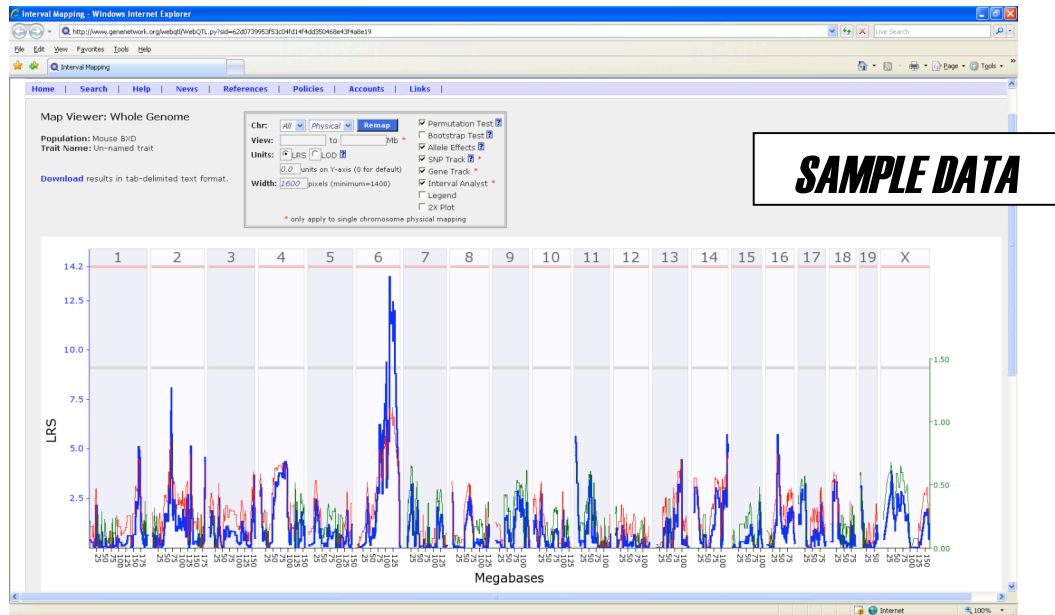 Interval Mapping - Windows Internet Explorer
http://www.genenetwork.org/webqtl/WebQTL.py?sid=62d0739953f53c04fd14f4dd350468e43f4a8e19
Live Search
File Edit View Favorites Tools Help
Interval Mapping
Page Tools
Home | Search | Help | News | References | Policies | Accounts | Links |
Map Viewer: Whole Genome
Population: Mouse BXD
Trait Name: Un-named trait
Download results in tab-delimited text format.
Chr: All Physical Remap
View: to Mb *
Units: LRS LOD ?
0.0 units on Y-axis (0 for default)
Width: 1600 pixels (minimum=1400)
Permutation Test ?
Bootstrap Test ?
Allele Effects ?
SNP Track ? *
Gene Track *
Interval Analyst *
Legend
2X Plot
* only apply to single chromosome physical mapping
SAMPLE DATA
1 2 3 4 5 6 7 8 9 10 11 12 13 14 15 16 17 18 19 X
14.2
12.5
10.0
7.5
5.0
2.5
LRS
1.50
1.00
0.50
0.00
Megabases
Internet
100%